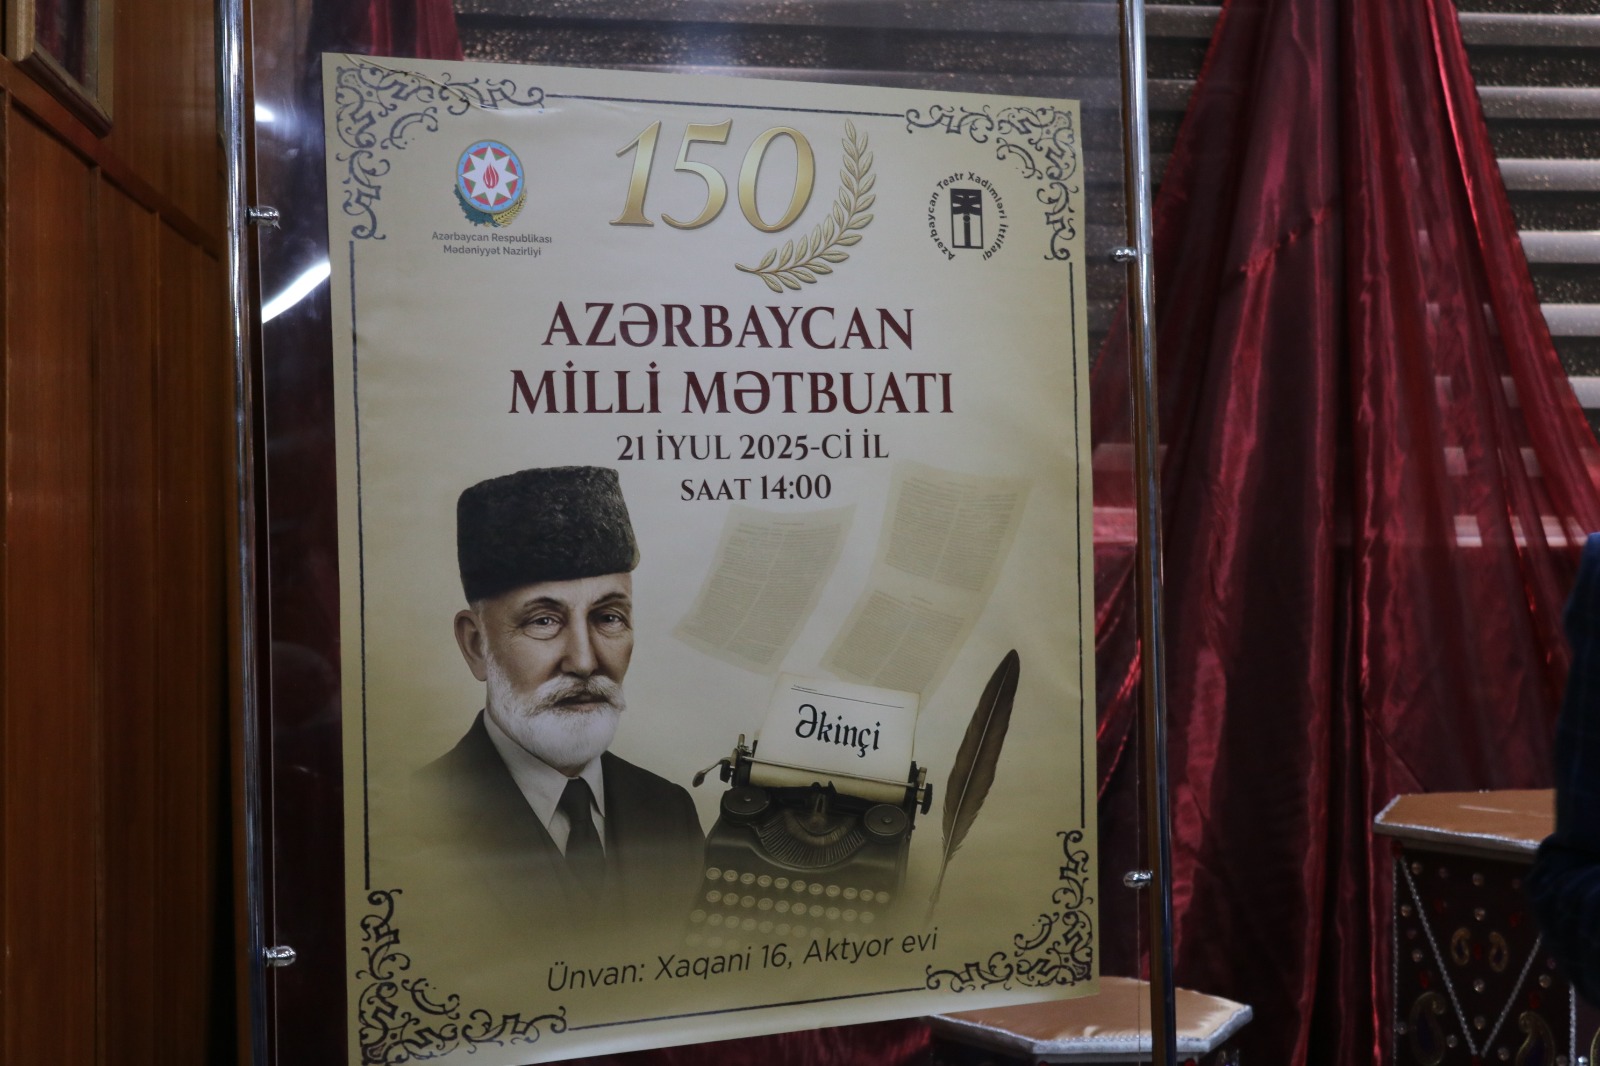 150
Azərbaycan Respublikası
Mədəniyyət Nazirliyi
Azərbaycan Teatr Xadimləri İttifaqı
AZƏRBAYCAN
MİLLİ MƏTBUATI
21 İYUL 2025-Cİ İL
SAAT 14:00
Əkinçi
Ünvan: Xaqani 16, Aktyor evi